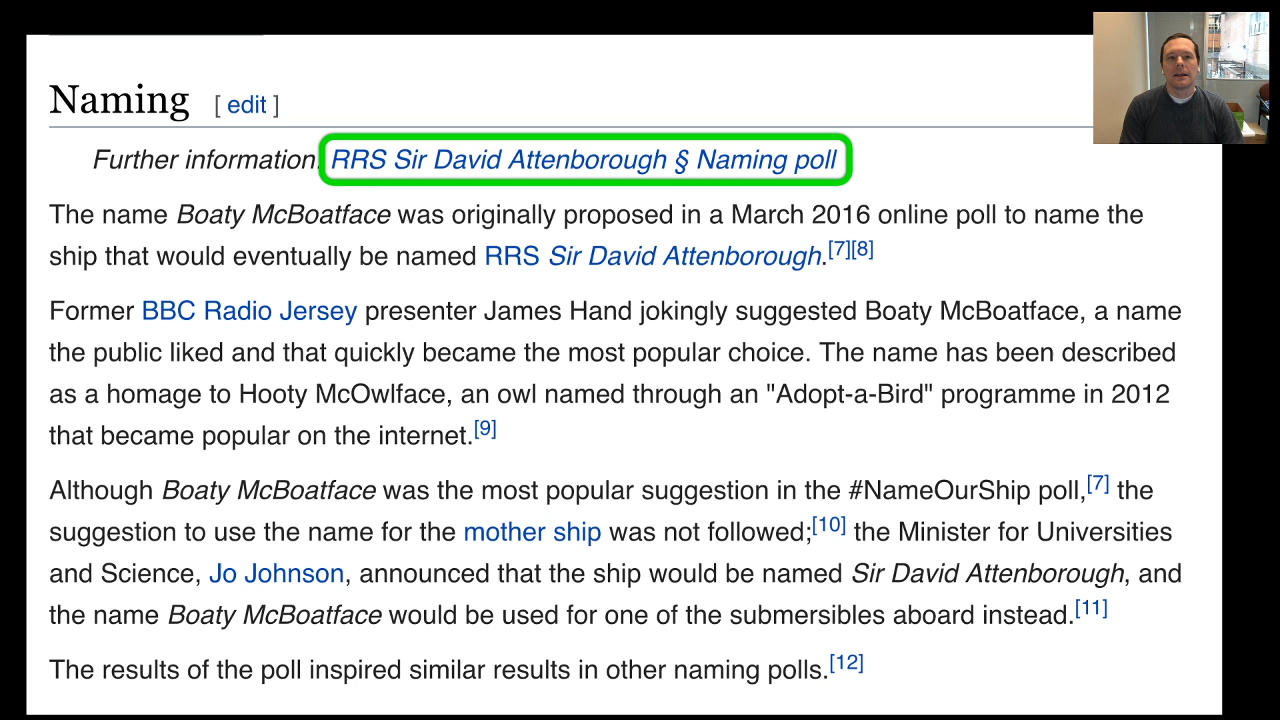 Naming [ edit ]
Further information: RRS Sir David Attenborough § Naming poll
The name Boaty McBoatface was originally proposed in a March 2016 online poll to name the
ship that would eventually be named RRS Sir David Attenborough.[7][8]
Former BBC Radio Jersey presenter James Hand jokingly suggested Boaty McBoatface, a name
the public liked and that quickly became the most popular choice. The name has been described
as a homage to Hooty McOwlface, an owl named through an "Adopt-a-Bird" programme in 2012
that became popular on the internet.[9]
Although Boaty McBoatface was the most popular suggestion in the #NameOurShip poll,[7] the
suggestion to use the name for the mother ship was not followed;[10] the Minister for Universities
and Science, Jo Johnson, announced that the ship would be named Sir David Attenborough, and
the name Boaty McBoatface would be used for one of the submersibles aboard instead.[11]
The results of the poll inspired similar results in other naming polls.[12]